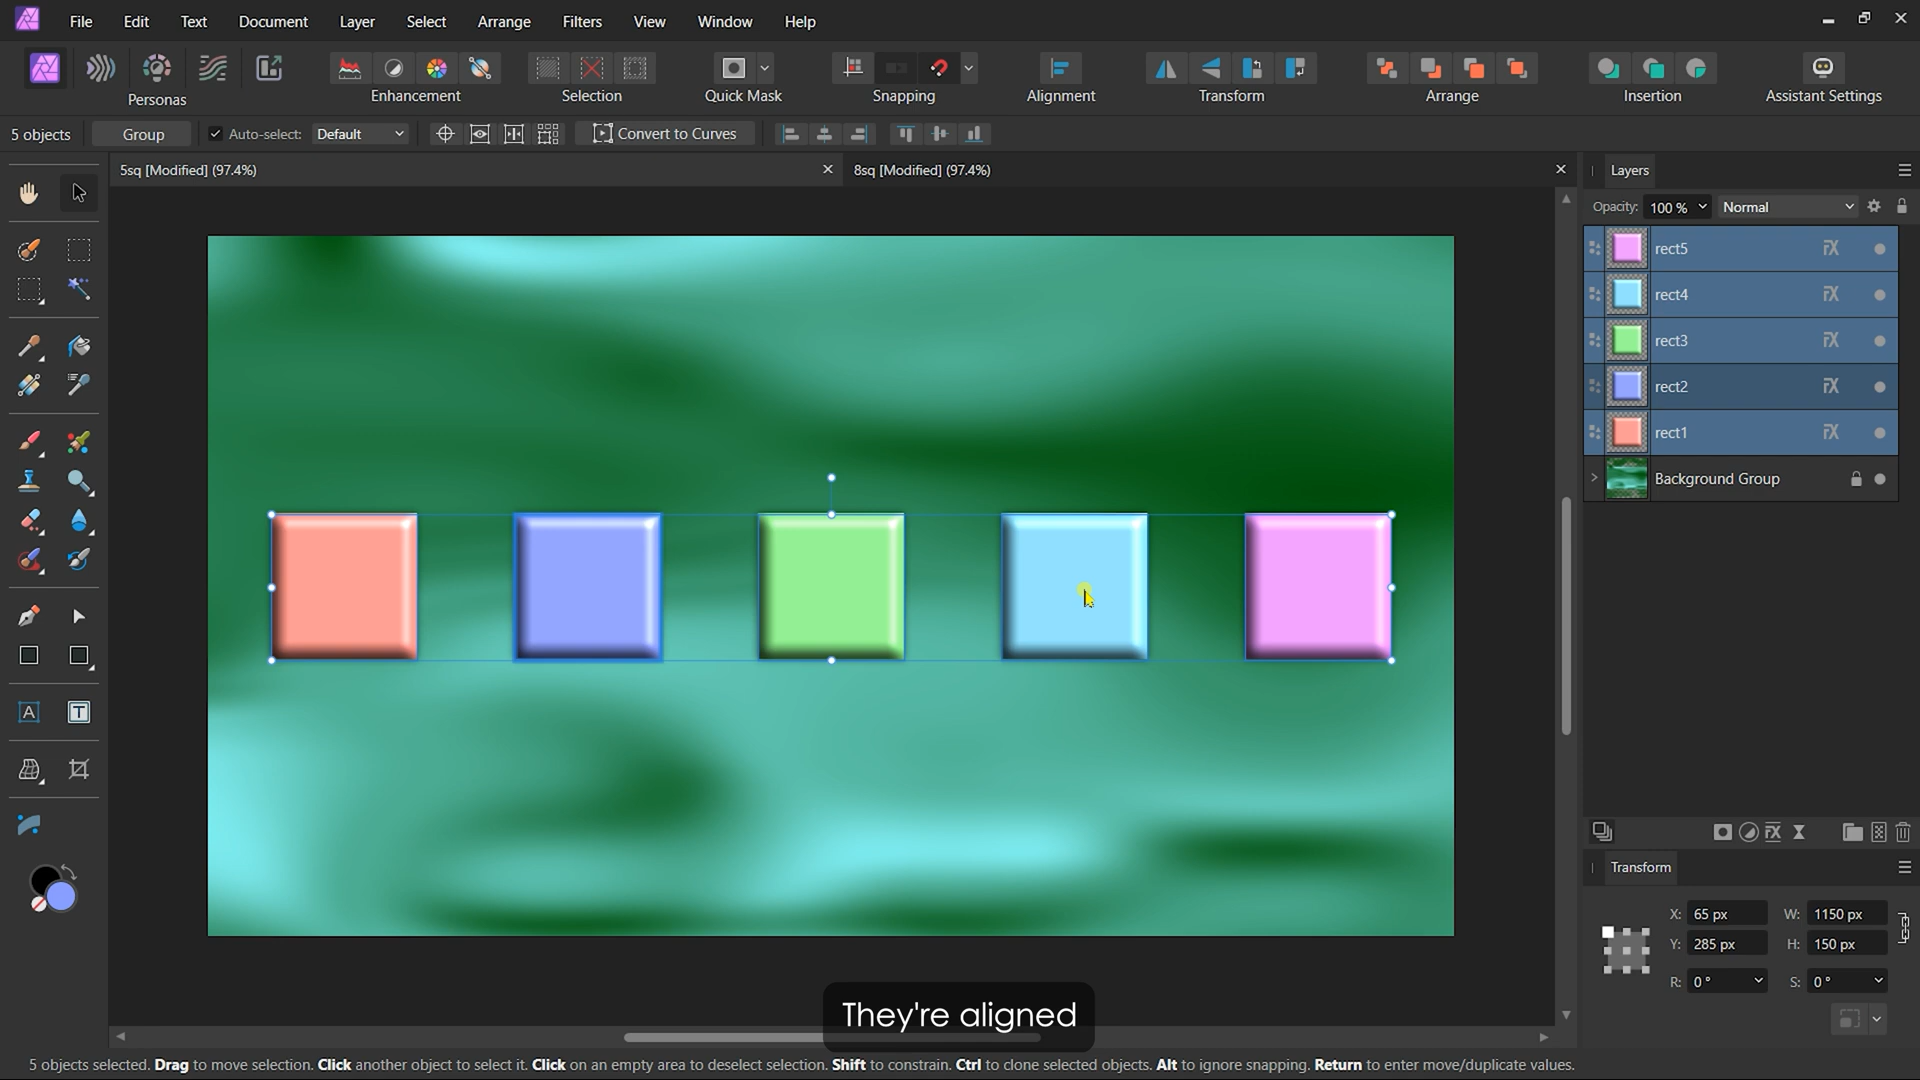 File Edit Text Document Layer Select Arrange Filters View Window Help
Personas Enhancement Selection Quick Mask Snapping Alignment Transform Arrange Insertion Assistant Settings
5 objects Group Auto-select: Default Convert to Curves
5sq [Modified] (97.4%) 8sq [Modified] (97.4%) Layers
Opacity: 100 % Normal
rect5
rect4
rect3
rect2
rect1
Background Group
Transform
X: 65 px W: 1150 px
Y: 285 px H: 150 px
R: 0 ° S: 0 °
They're aligned
5 objects selected. Drag to move selection. Click another object to select it. Click on an empty area to deselect selection. Shift to constrain. Ctrl to clone selected objects. Alt to ignore snapping. Return to enter move/duplicate values.